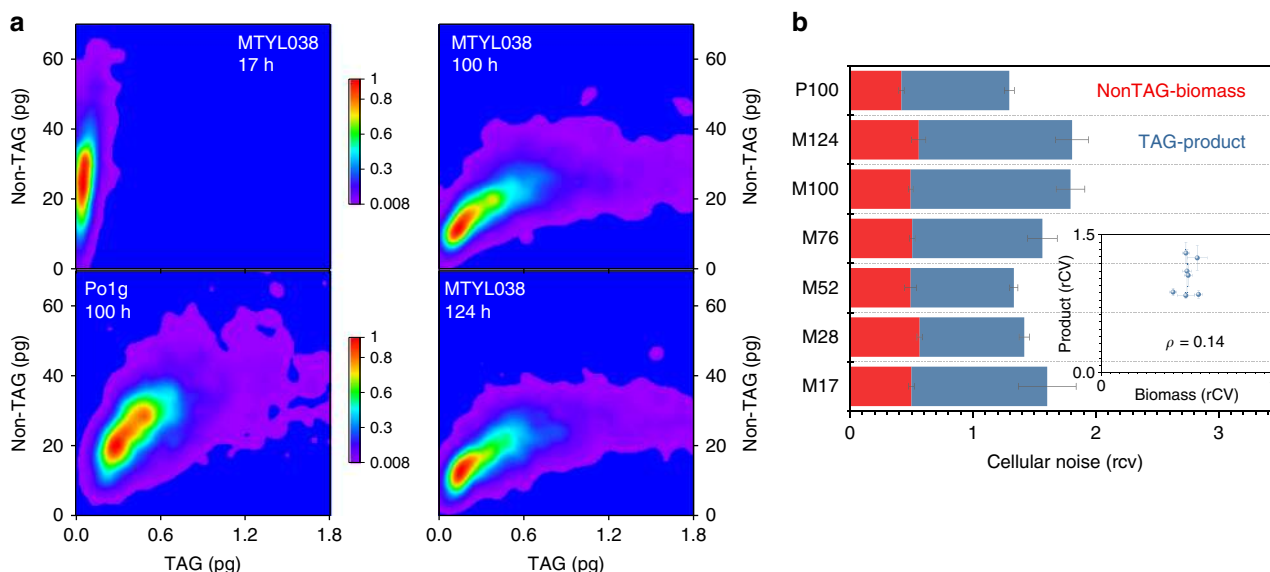 a
MTYL038
17 h
60
40
20
0
Non-TAG (pg)
1
0.8
0.6
0.3
0.008
MTYL038
100 h
60
40
20
0
Non-TAG (pg)
Po1g
100 h
60
40
20
0
Non-TAG (pg)
1
0.8
0.6
0.3
0.008
MTYL038
124 h
60
40
20
0
Non-TAG (pg)
0.0 0.6 1.2 1.8
TAG (pg)
0.0 0.6 1.2 1.8
TAG (pg)
b
P100
M124
M100
M76
M52
M28
M17
NonTAG-biomass
TAG-product
1.5
0.0
Product (rCV)
ρ = 0.14
0
Biomass (rCV)
0 1 2 3
Cellular noise (rcv)